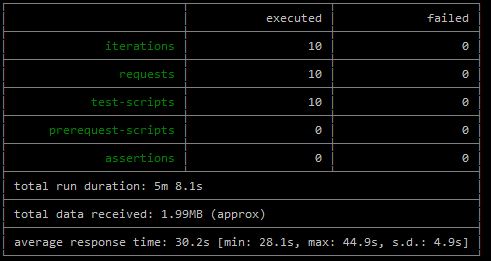 executed failed
iterations 10 0
requests 10 0
test-scripts 10 0
prerequest-scripts 0 0
assertions 0 0
total run duration: 5m 8.1s
total data received: 1.99MB (approx)
average response time: 30.2s [min: 28.1s, max: 44.9s, s.d.: 4.9s]